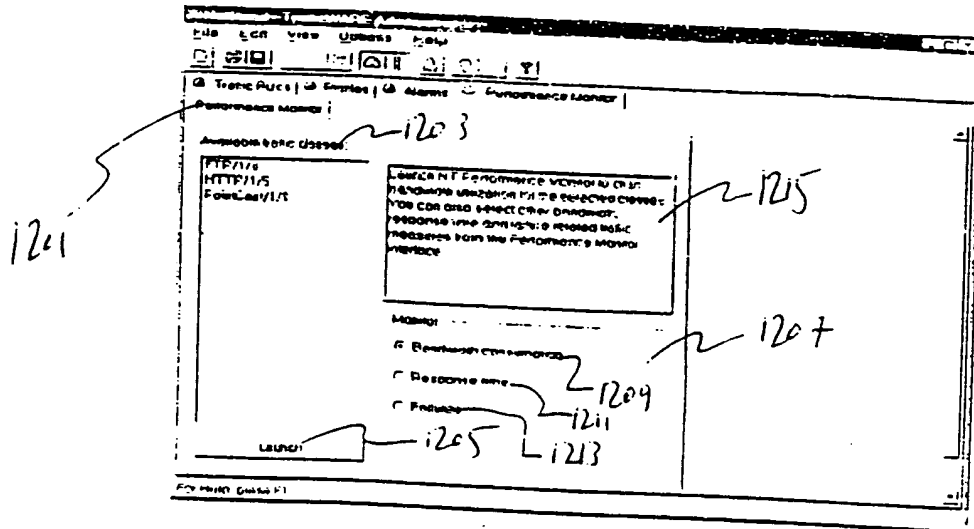 File Edit View Options Help
Traffic Rules Profiles Alarms Performance Monitor
Performance Monitor
1203
Available traffic classes:
FTP/1/4
HTTP/1/5
PointCast/1/5
Launch NT Performance Monitor to chart
bandwidth utilization for the selected classes
You can also select other bandwidth,
response time and failure related traffic
measures from the Performance Monitor
interface
1215
1201
Monitor
1207
Bandwidth consumption
1209
Response time
1211
Failures
1213
Launch
1205
For Help, press F1